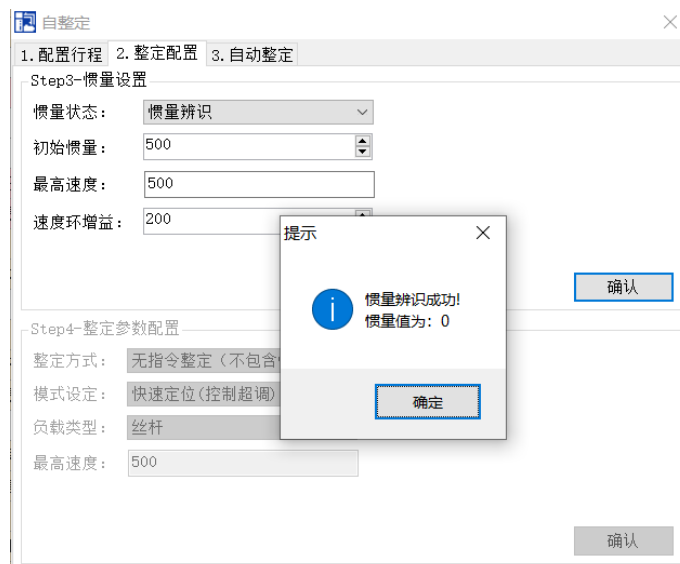 自整定
1.配置行程 2.整定配置 3.自动整定
Step3-惯量设置
惯量状态： 惯量辨识
初始惯量： 500
最高速度： 500
速度环增益： 200
提示
惯量辨识成功!
惯量值为：0
确定
确认
Step4-整定参数配置
整定方式： 无指令整定（不包含
模式设定： 快速定位(控制超调)
负载类型： 丝杆
最高速度： 500
确认